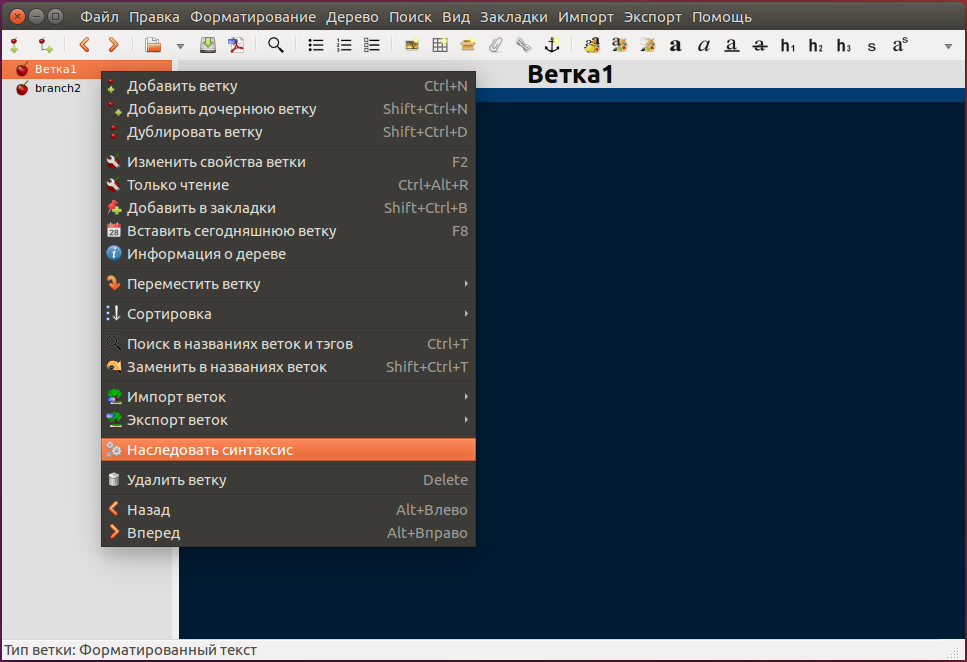 Файл Правка Форматирование Дерево Поиск Вид Закладки Импорт Экспорт Помощь
a a a a h1 h2 h3 s a s
Ветка1
branch2
Ветка1
Добавить ветку Ctrl+N
Добавить дочернюю ветку Shift+Ctrl+N
Дублировать ветку Shift+Ctrl+D
Изменить свойства ветки F2
Только чтение Ctrl+Alt+R
Добавить в закладки Shift+Ctrl+B
28 Вставить сегодняшнюю ветку F8
Информация о дереве
Переместить ветку
Сортировка
Поиск в названиях веток и тэгов Ctrl+T
Заменить в названиях веток Shift+Ctrl+T
Импорт веток
Экспорт веток
Наследовать синтаксис
Удалить ветку Delete
Назад Alt+Влево
Вперед Alt+Вправо
Тип ветки: Форматированный текст